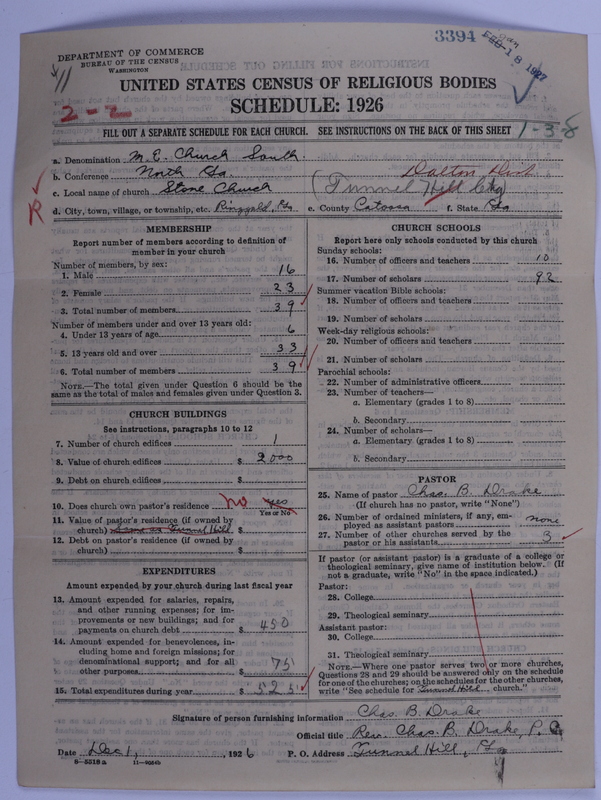 3394
Jan
FEB 18 1927
DEPARTMENT OF COMMERCE
BUREAU OF THE CENSUS
WASHINGTON
11
UNITED STATES CENSUS OF RELIGIOUS BODIES
SCHEDULE: 1926
2-2
FILL OUT A SEPARATE SCHEDULE FOR EACH CHURCH. SEE INSTRUCTIONS ON THE BACK OF THIS SHEET
1-3-8
a. Denomination M. E. Church South.
b. Conference North Ga. Dalton Dist
c. Local name of church Stone Church (Tunnel Hill Chg)
R
d. City, town, village, or township, etc. Ringgold, Ga e. County Catoosa f. State Ga
MEMBERSHIP
Report number of members according to definition of
member in your church
Number of members, by sex:
1. Male 16
2. Female 23
3. Total number of members 39
Number of members under and over 13 years old:
4. Under 13 years of age 6
5. 13 years old and over 33
6. Total number of members 39
NOTE.—The total given under Question 6 should be the
same as the total of males and females given under Question 3.
CHURCH BUILDINGS
See instructions, paragraphs 10 to 12
7. Number of church edifices 1
8. Value of church edifices $ 2000
9. Debt on church edifices $
10. Does church own pastor's residence no yes
Yes or No
11. Value of pastor's residence (if owned by
church) Same as Tunnel Hill $
12. Debt on pastor's residence (if owned by
church) $
EXPENDITURES
Amount expended by your church during last fiscal year
13. Amount expended for salaries, repairs,
and other running expenses; for im-
provements or new buildings; and for
payments on church debt $ 450
14. Amount expended for benevolences, in-
cluding home and foreign missions; for
denominational support; and for all
other purposes $ 75
15. Total expenditures during year $ 525
CHURCH SCHOOLS
Report here only schools conducted by this church
Sunday schools:
16. Number of officers and teachers 10
17. Number of scholars 92
Summer vacation Bible schools:
18. Number of officers and teachers
19. Number of scholars
Week-day religious schools:
20. Number of officers and teachers
21. Number of scholars
Parochial schools:
22. Number of administrative officers
23. Number of teachers—
a. Elementary (grades 1 to 8)
b. Secondary
24. Number of scholars—
a. Elementary (grades 1 to 8)
b. Secondary
PASTOR
25. Name of pastor Chas. B. Drake
(If church has no pastor, write "None")
26. Number of ordained ministers, if any, em-
ployed as assistant pastors none
27. Number of other churches served by the
pastor or his assistants 3
If pastor (or assistant pastor) is a graduate of a college or
theological seminary, give name of institution below. (If
not a graduate, write "No" in the space indicated.)
Pastor:
28. College
29. Theological seminary
Assistant pastor:
30. College
31. Theological seminary
NOTE.—Where one pastor serves two or more churches,
Questions 28 and 29 should be answered only on the schedule
for one of the churches; on the schedules for the other churches,
write "See schedule for Tunnel Hill church."
Signature of person furnishing information Chas. B. Drake
Official title Rev. Chas. B. Drake, P. C.
Date Dec 1, 1926 P. O. Address Tunnel Hill, Ga
8—5518a 11—9064b